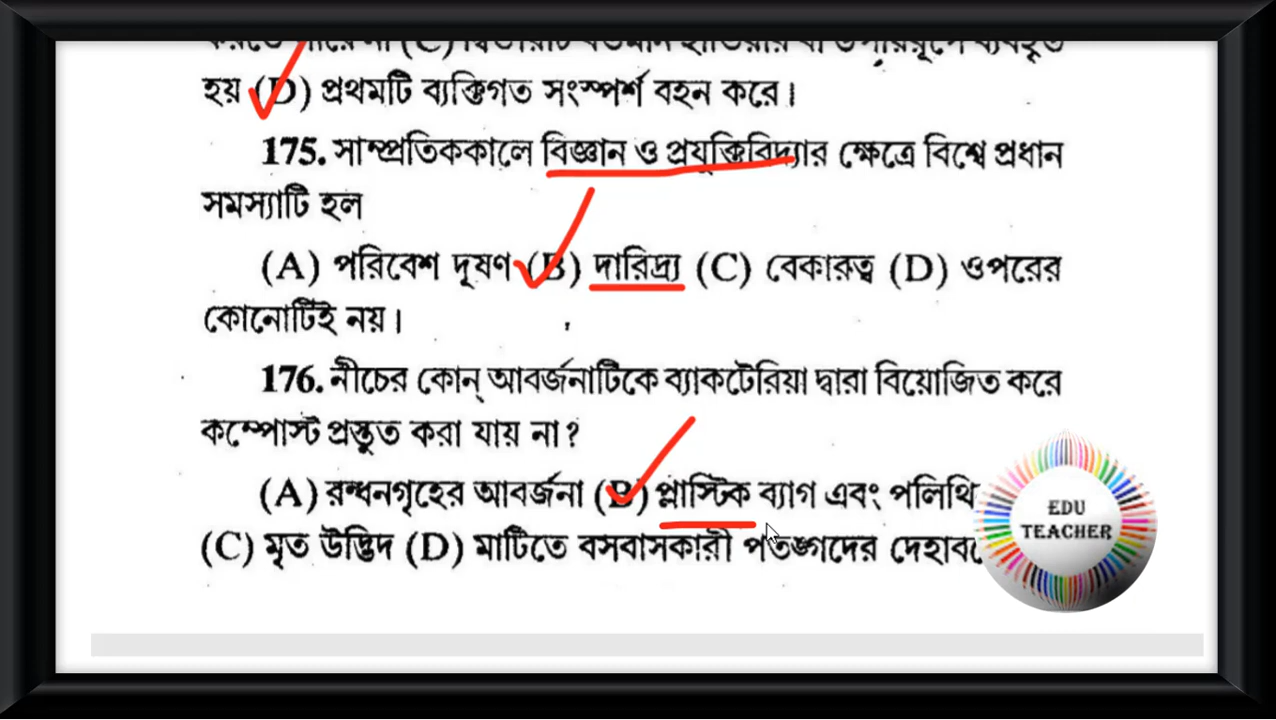 হয় (D) প্রথমটি ব্যক্তিগত সংস্পর্শ বহন করে।
175. সাম্প্রতিককালে বিজ্ঞান ও প্রযুক্তিবিদ্যার ক্ষেত্রে বিশ্বে প্রধান
সমস্যাটি হল
(A) পরিবেশ দূষণ (B) দারিদ্র্য (C) বেকারত্ব (D) ওপরের
কোনোটিই নয়।
176. নীচের কোন্ আবর্জনাটিকে ব্যাকটেরিয়া দ্বারা বিয়োজিত করে
কম্পোস্ট প্রস্তুত করা যায় না?
(A) রন্ধনগৃহের আবর্জনা (B) প্লাস্টিক ব্যাগ এবং
(C) মৃত উদ্ভিদ (D) মাটিতে বসবাসকারী পতঙ্গদের
EDU
TEACHER